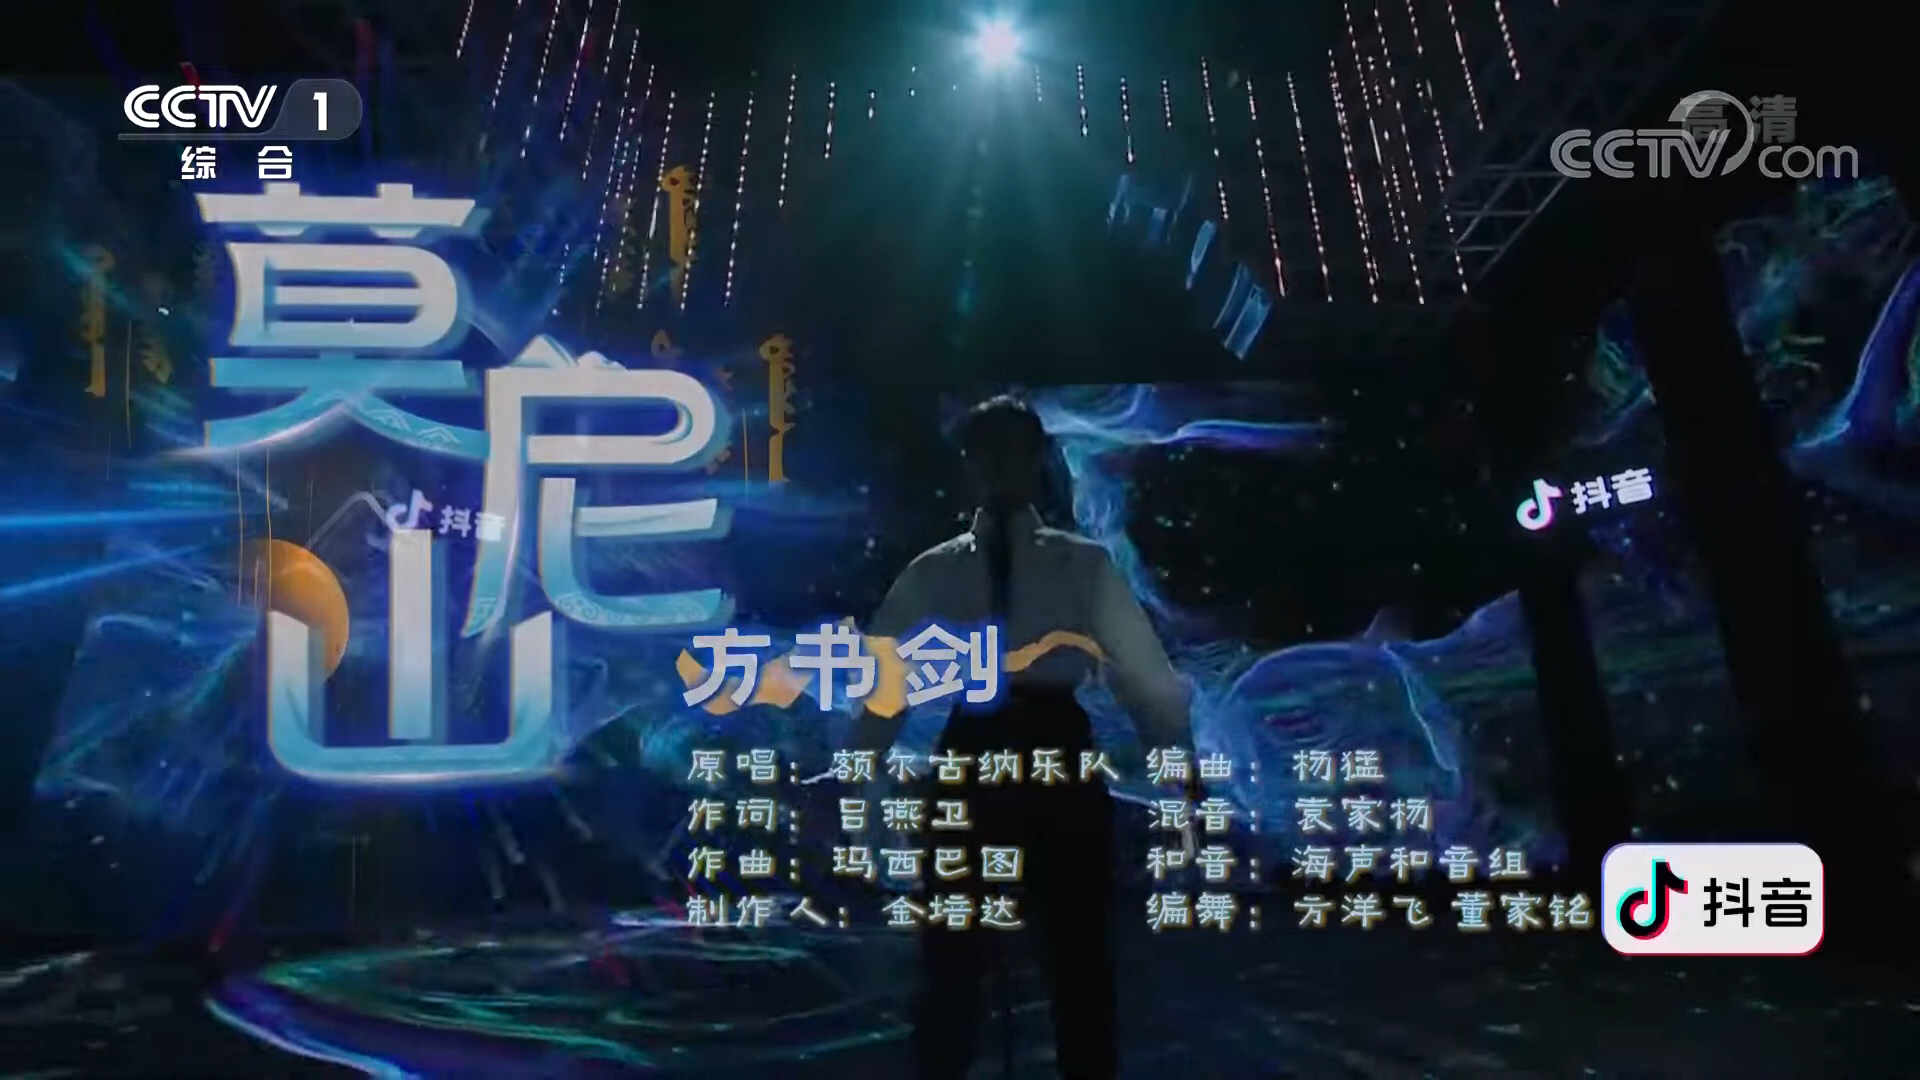 CCTV 1
综合
高清
CCTV.com
莫尼山
抖音
抖音
方书剑
原唱：额尔古纳乐队 编曲：杨猛
作词：吕燕卫 混音：袁家杨
作曲：玛西巴图 和音：海声和音组
制作人：金培达 编舞：方洋飞 董家铭
抖音